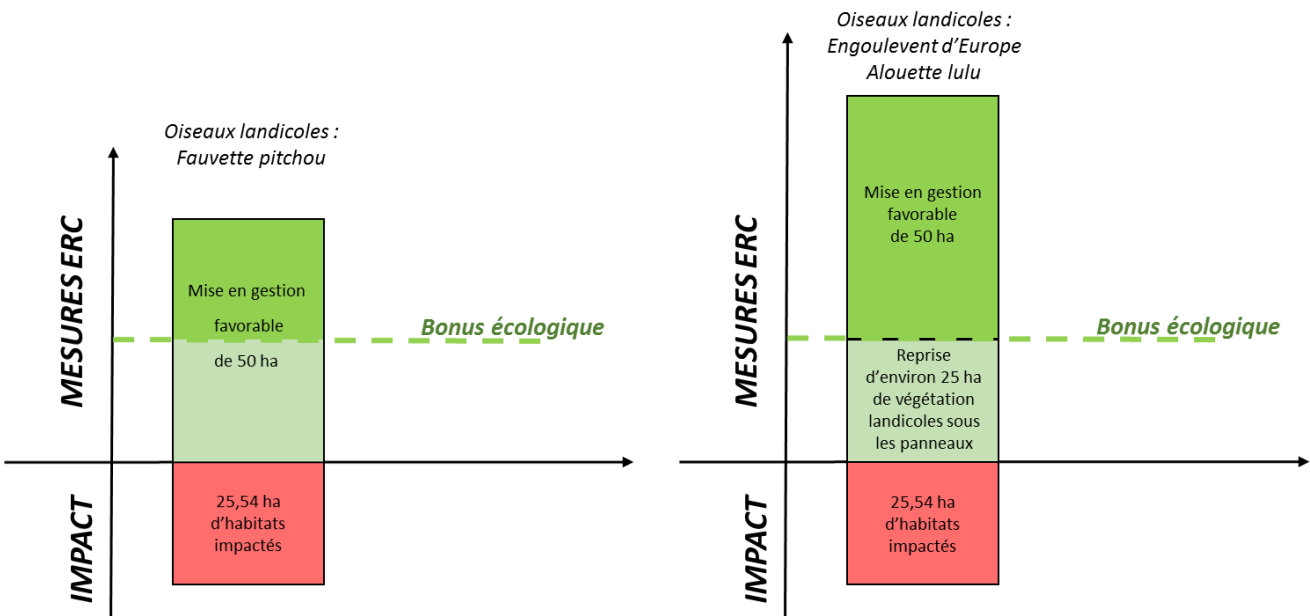 Oiseaux landicoles :
Fauvette pitchou
MESURES ERC
Mise en gestion
favorable
de 50 ha
Bonus écologique
IMPACT
25,54 ha
d'habitats
impactés
Oiseaux landicoles :
Engoulevent d'Europe
Alouette lulu
MESURES ERC
Mise en gestion
favorable
de 50 ha
Bonus écologique
Reprise
d'environ 25 ha
de végétation
landicoles sous
les panneaux
IMPACT
25,54 ha
d'habitats
impactés